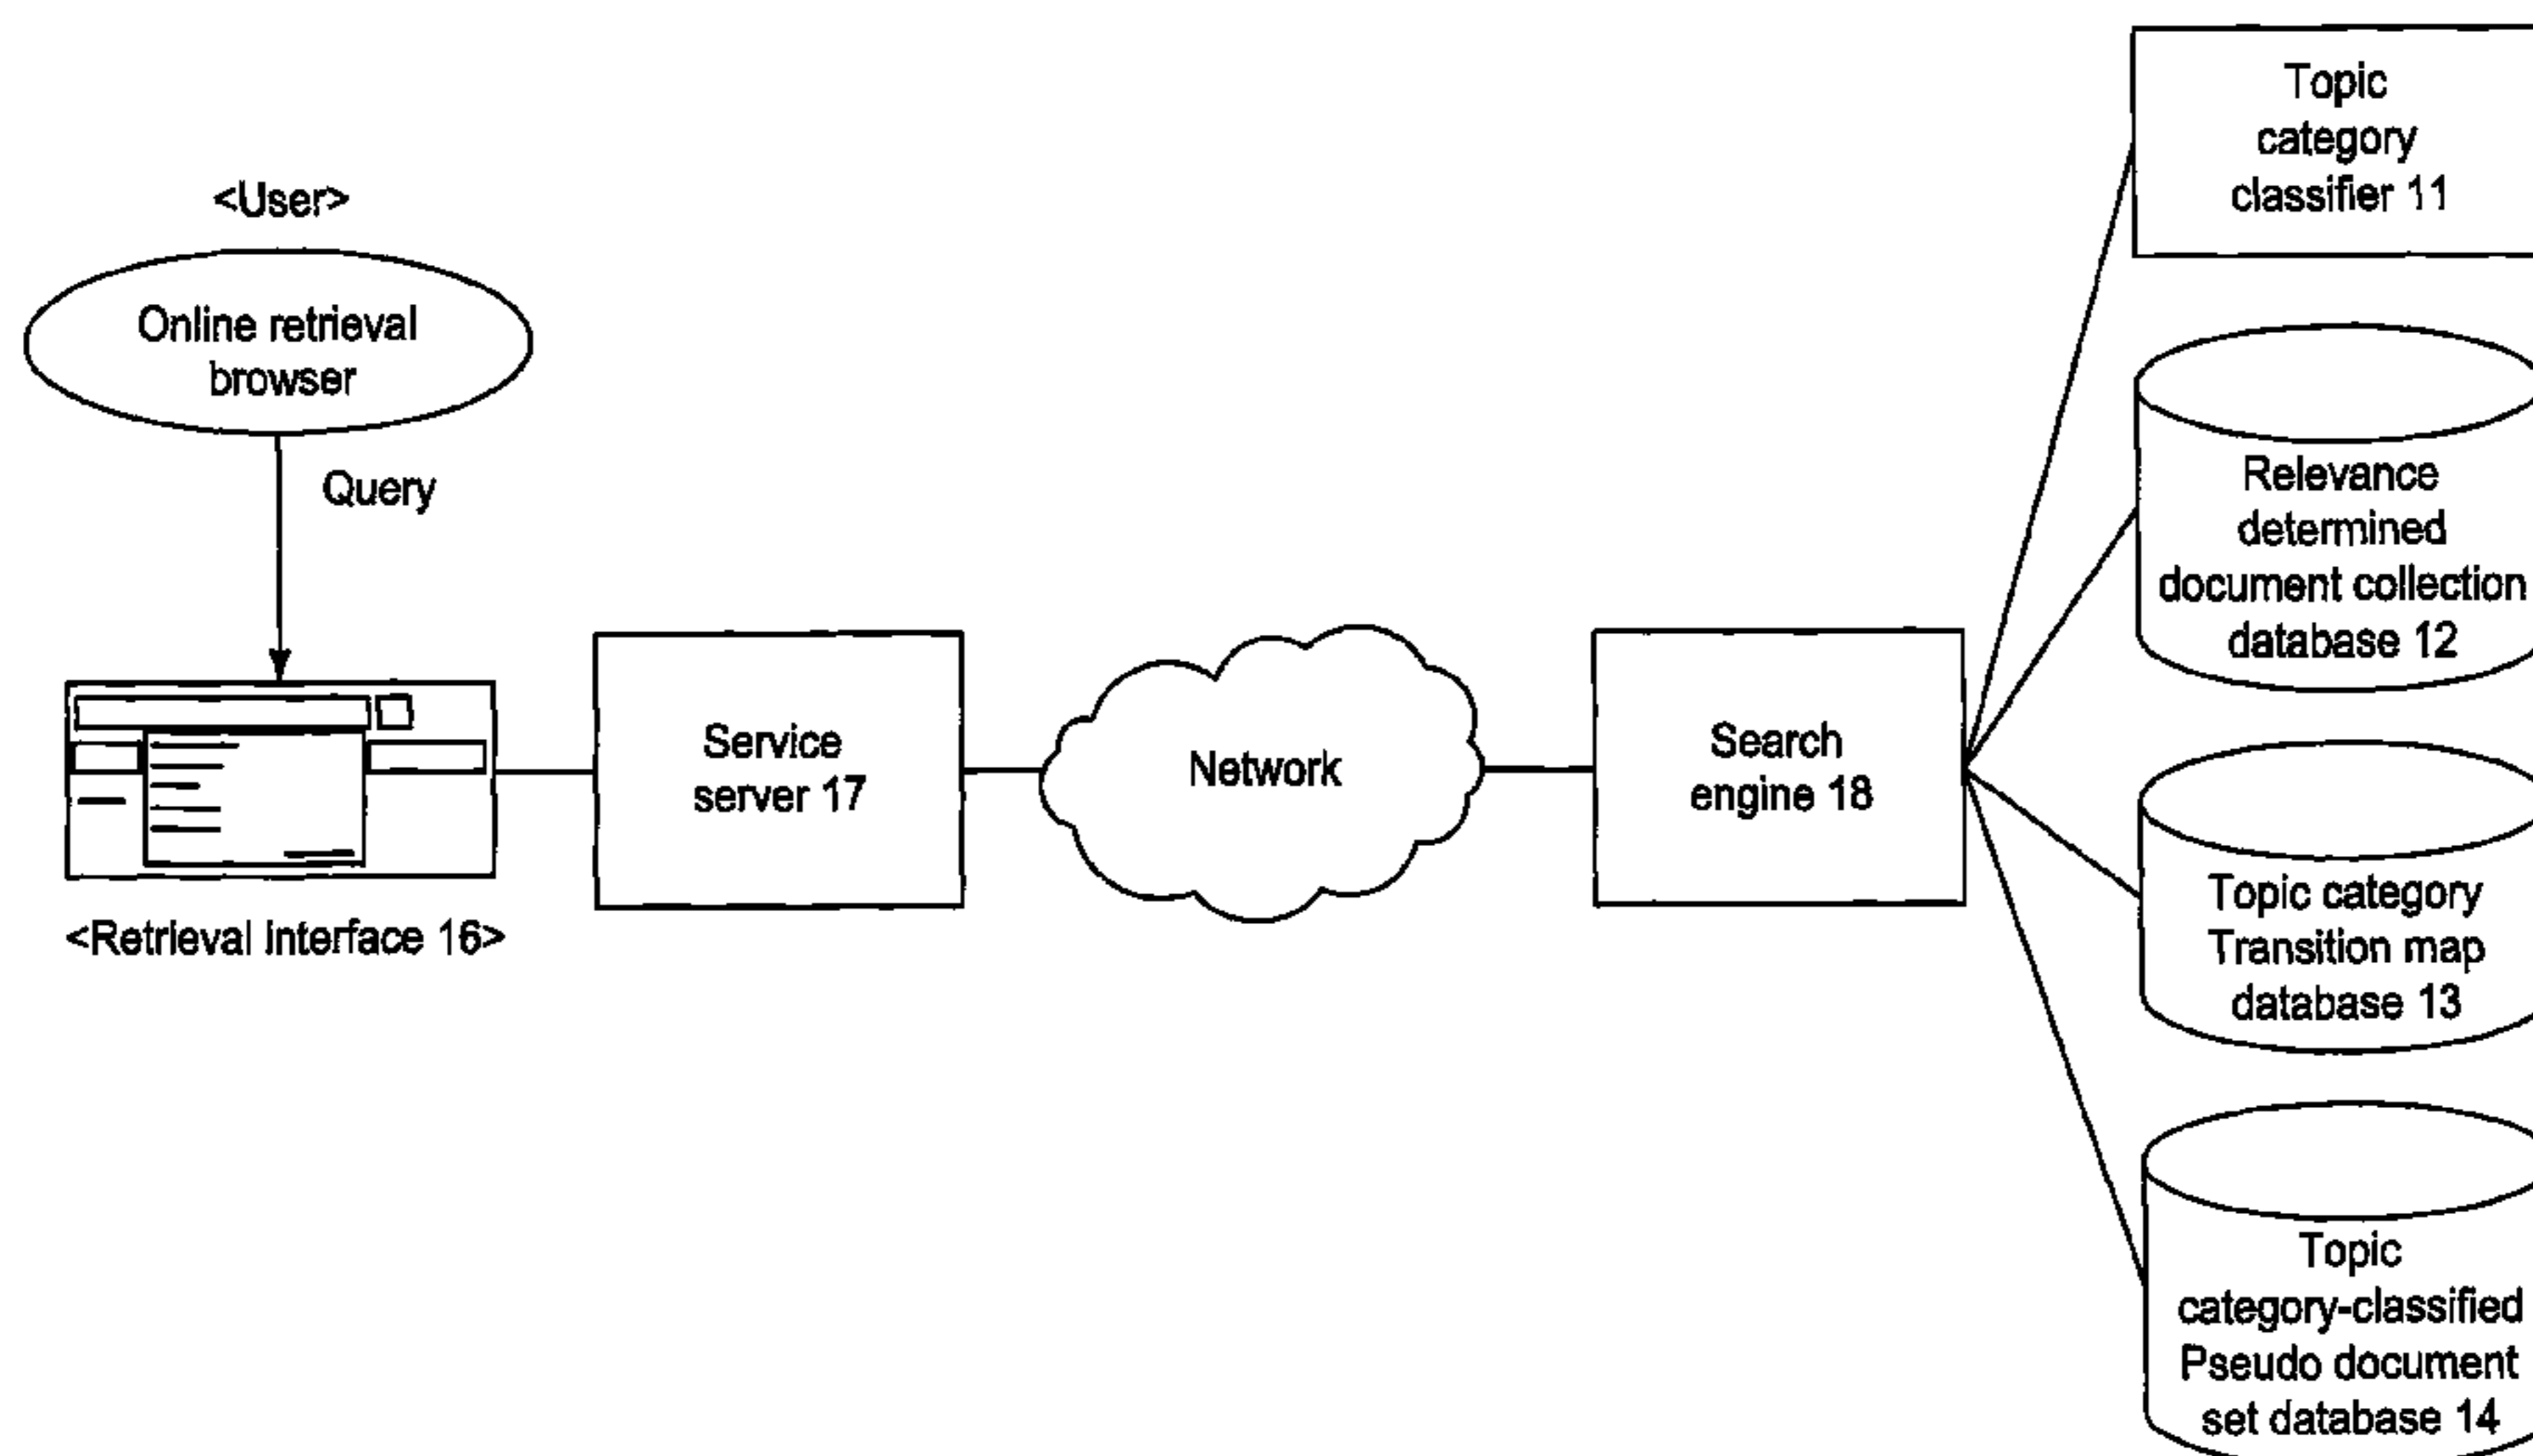 <User>
Online retrieval
browser
Query
<Retrieval Interface 16>
Service
server 17
Network
Search
engine 18
Topic
category
classifier 11
Relevance
determined
document collection
database 12
Topic category
Transition map
database 13
Topic
category-classified
Pseudo document
set database 14